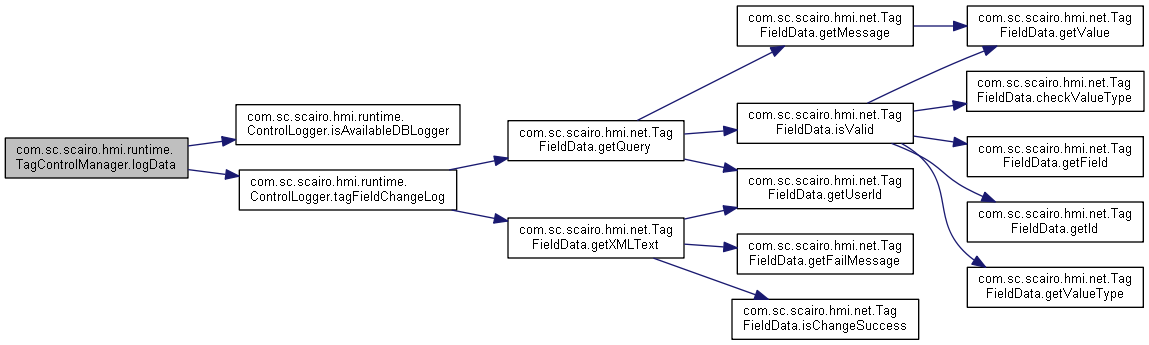 com.sc.scairo.hmi.runtime.
TagControlManager.logData
com.sc.scairo.hmi.runtime.
ControlLogger.isAvailableDBLogger
com.sc.scairo.hmi.runtime.
ControlLogger.tagFieldChangeLog
com.sc.scairo.hmi.net.Tag
FieldData.getQuery
com.sc.scairo.hmi.net.Tag
FieldData.getXMLText
com.sc.scairo.hmi.net.Tag
FieldData.getMessage
com.sc.scairo.hmi.net.Tag
FieldData.isValid
com.sc.scairo.hmi.net.Tag
FieldData.getUserId
com.sc.scairo.hmi.net.Tag
FieldData.getFailMessage
com.sc.scairo.hmi.net.Tag
FieldData.isChangeSuccess
com.sc.scairo.hmi.net.Tag
FieldData.getValue
com.sc.scairo.hmi.net.Tag
FieldData.checkValueType
com.sc.scairo.hmi.net.Tag
FieldData.getField
com.sc.scairo.hmi.net.Tag
FieldData.getId
com.sc.scairo.hmi.net.Tag
FieldData.getValueType